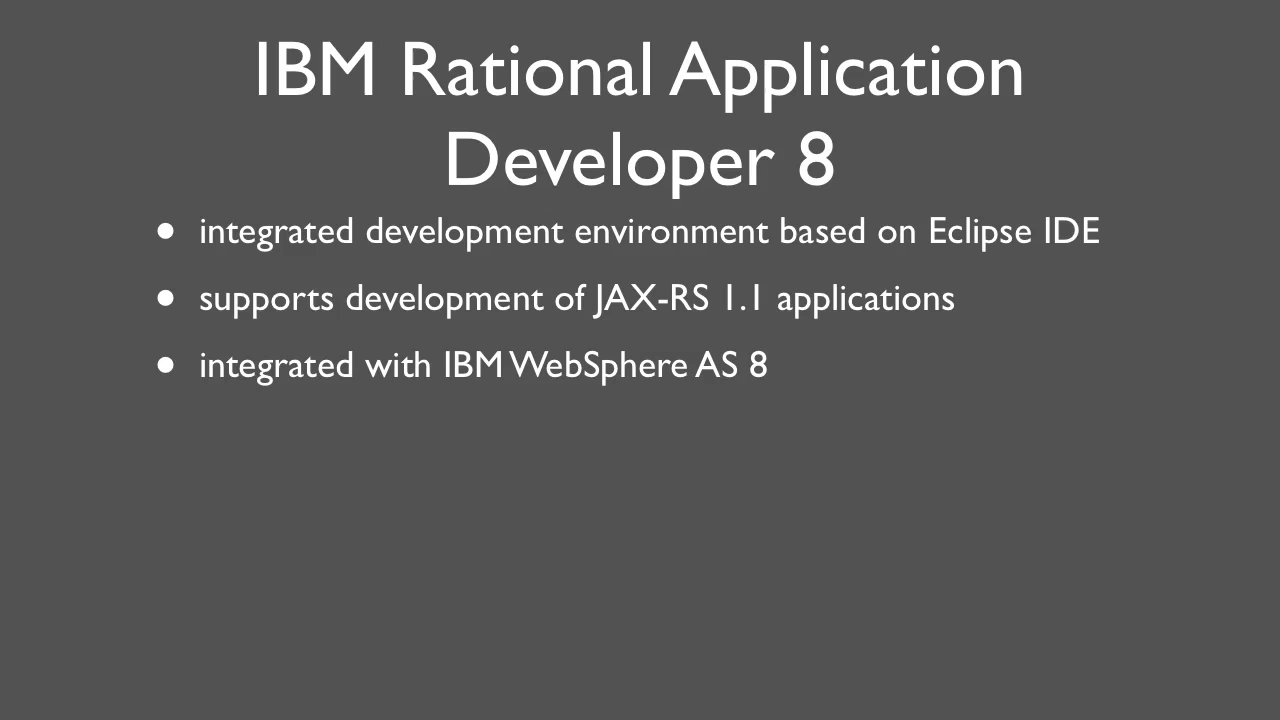 IBM Rational Application
Developer 8
• integrated development environment based on Eclipse IDE
• supports development of JAX-RS 1.1 applications
• integrated with IBM WebSphere AS 8